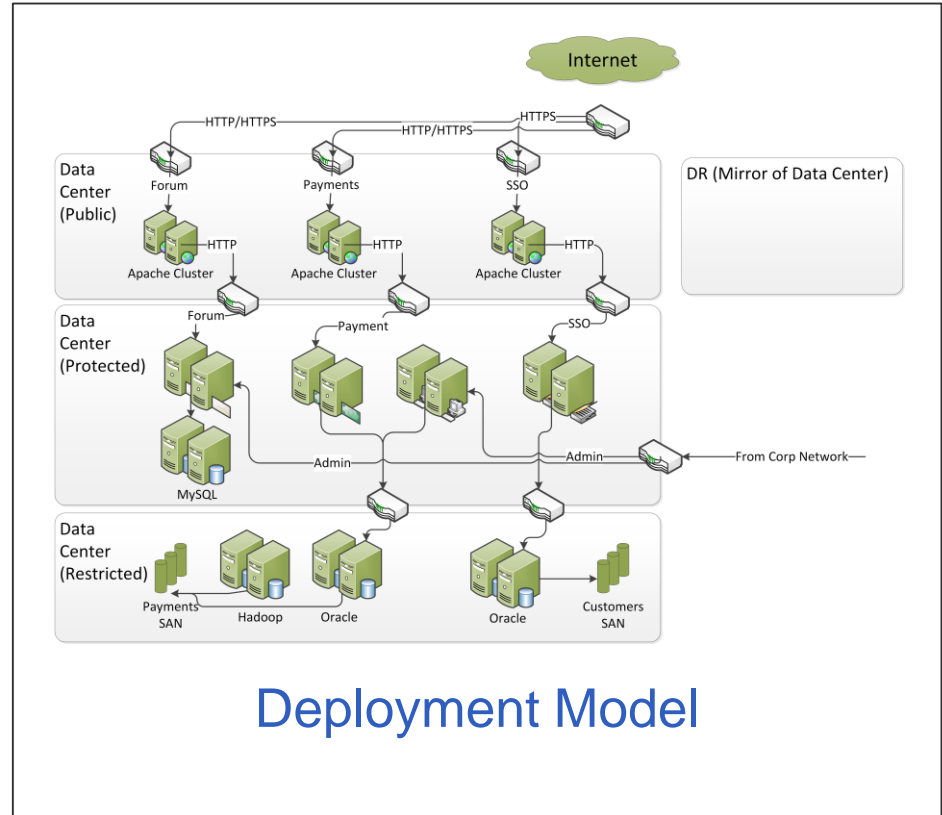 Internet
HTTP/HTTPS
HTTPS
HTTP/HTTPS
Data
Center
(Public)
Forum
Payments
SSO
DR (Mirror of Data Center)
HTTP
HTTP
HTTP
Apache Cluster
Apache Cluster
Apache Cluster
Data
Center
(Protected)
Forum
Payment
SSO
Admin
Admin
From Corp Network
MySQL
Data
Center
(Restricted)
Payments
SAN
Hadoop
Oracle
Oracle
Customers
SAN
Deployment Model